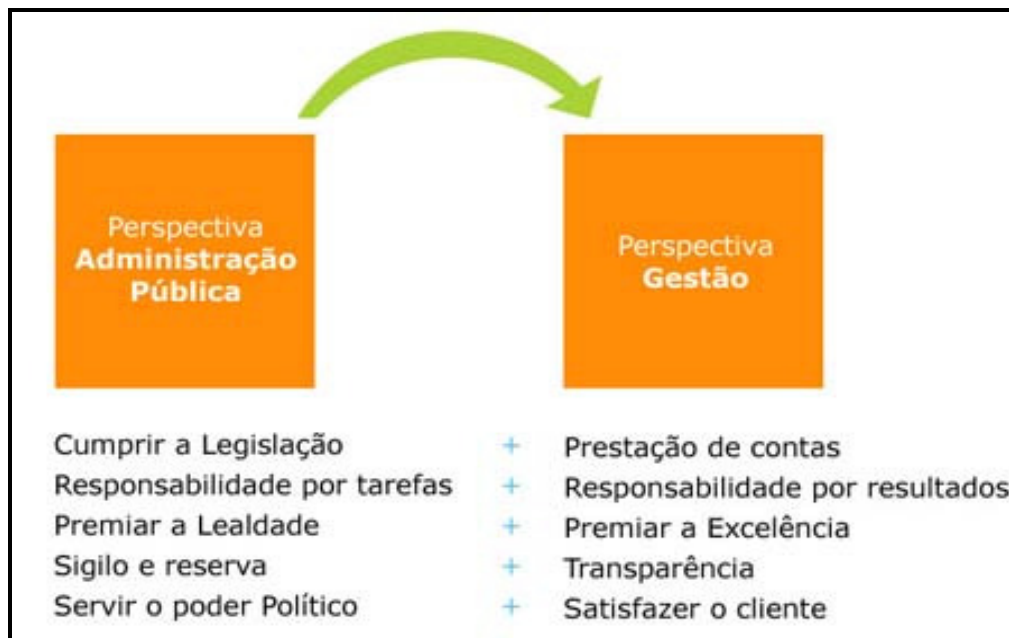 Perspectiva
Administração
Pública
Perspectiva
Gestão
Cumprir a Legislação + Prestação de contas
Responsabilidade por tarefas + Responsabilidade por resultados
Premiar a Lealdade + Premiar a Excelência
Sigilo e reserva + Transparência
Servir o poder Político + Satisfazer o cliente